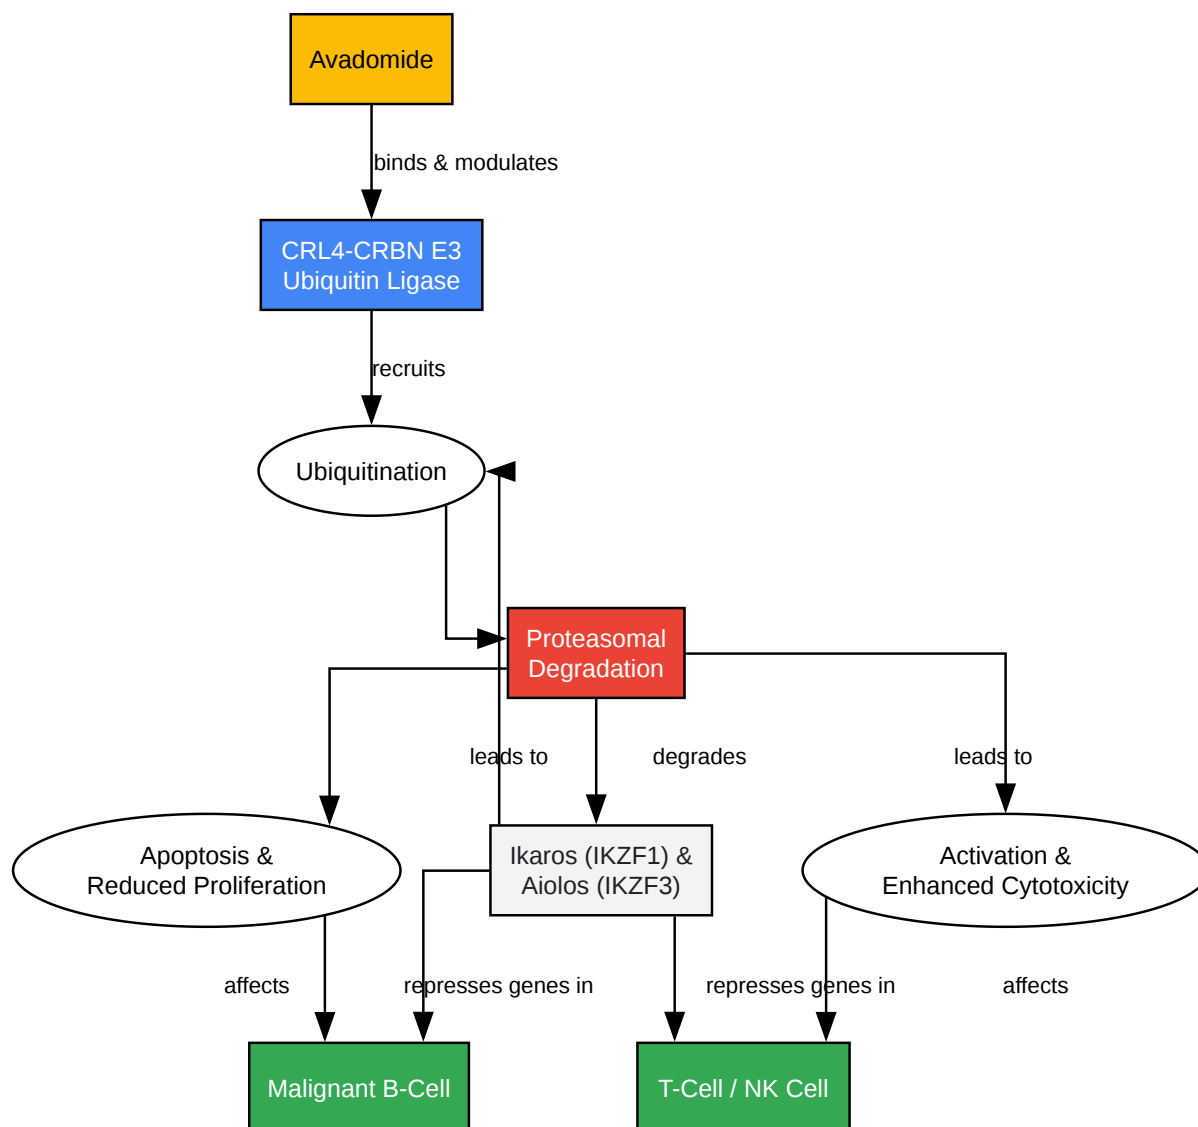 Avadomide
binds & modulates
CRL4-CRBN E3
Ubiquitin Ligase
recruits
Ubiquitination
Proteasomal
Degradation
leads to
degrades
leads to
Apoptosis &
Reduced Proliferation
Ikaros (IKZF1) &
Aiolos (IKZF3)
Activation &
Enhanced Cytotoxicity
affects
represses genes in
represses genes in
affects
Malignant B-Cell
T-Cell / NK Cell